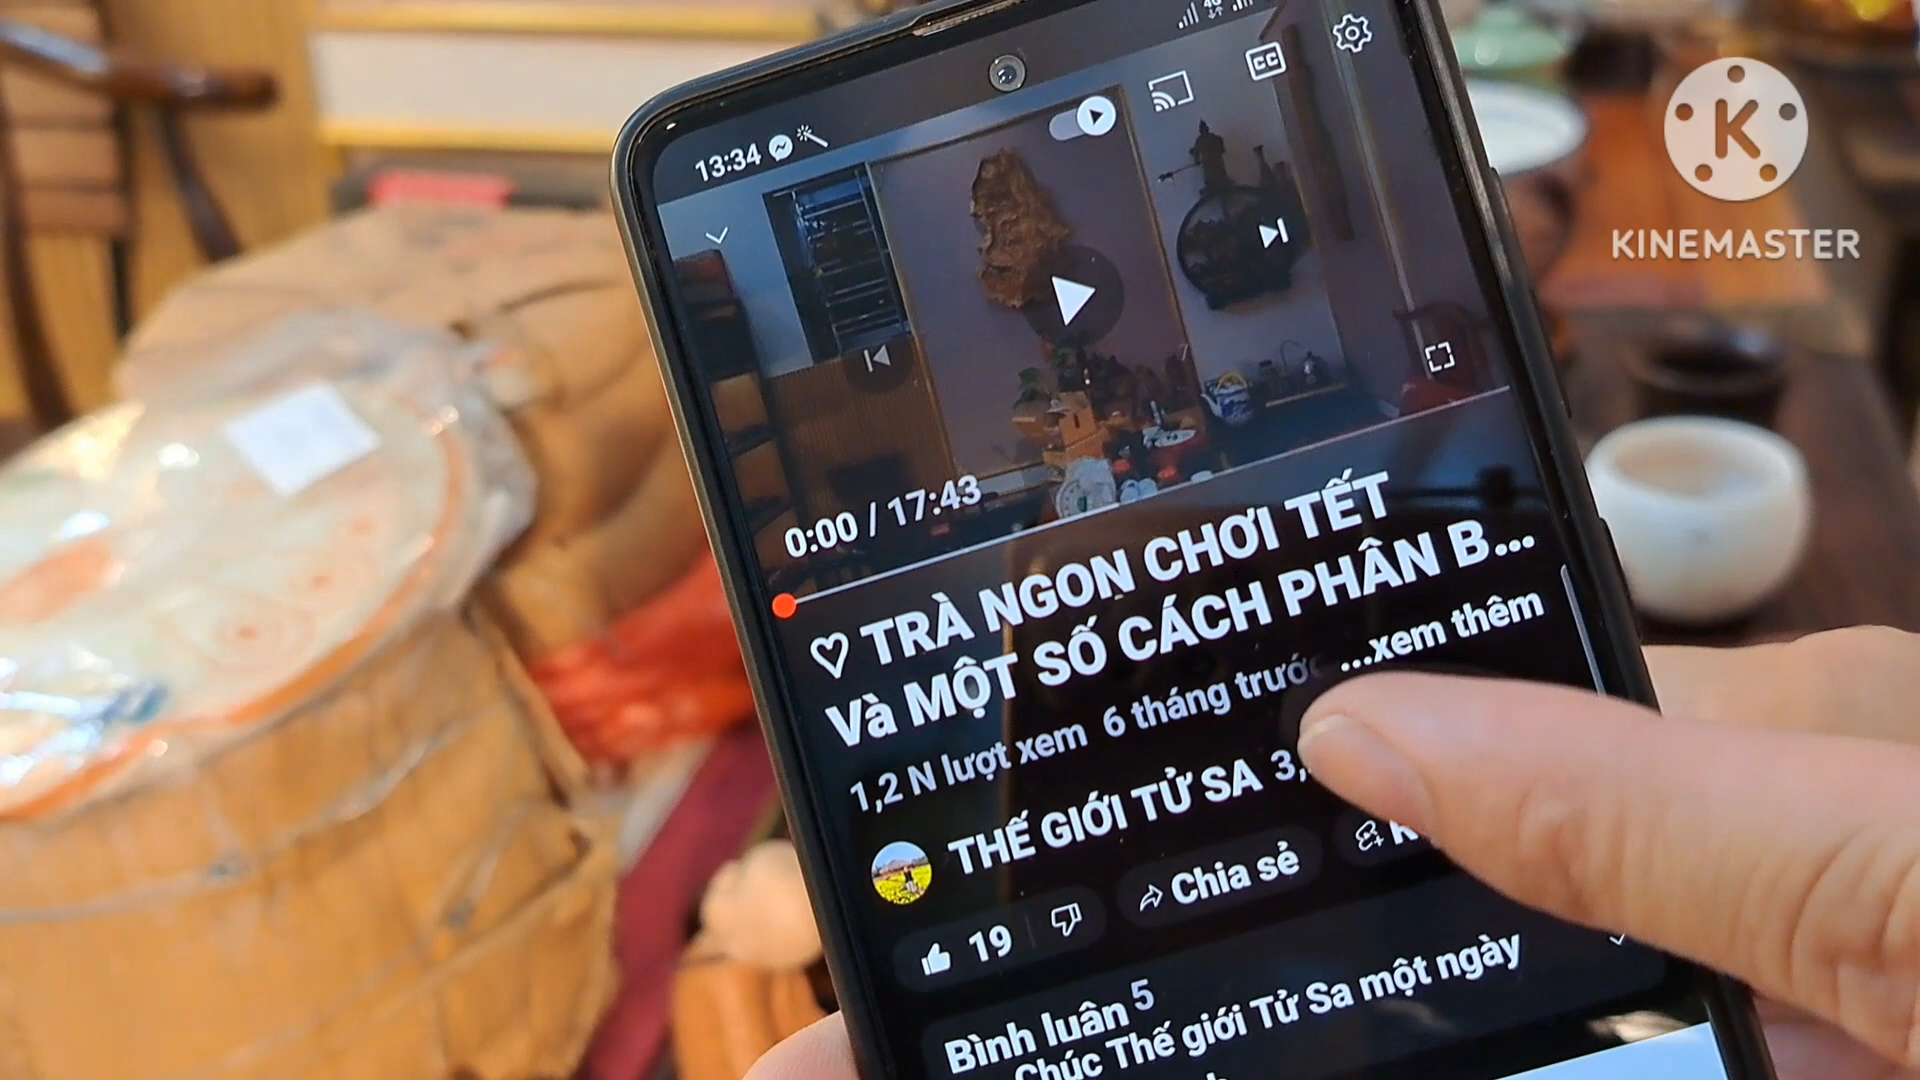 4G
CC
13:34
K
KINEMASTER
0:00 / 17:43
♡ TRÀ NGON CHƠI TẾT
Và MỘT SỐ CÁCH PHÂN B...
1,2 N lượt xem 6 tháng trước ...xem thêm
THẾ GIỚI TỬ SA 3,
19
Chia sẻ
Bình luận 5
Chúc Thế giới Tử Sa một ngày